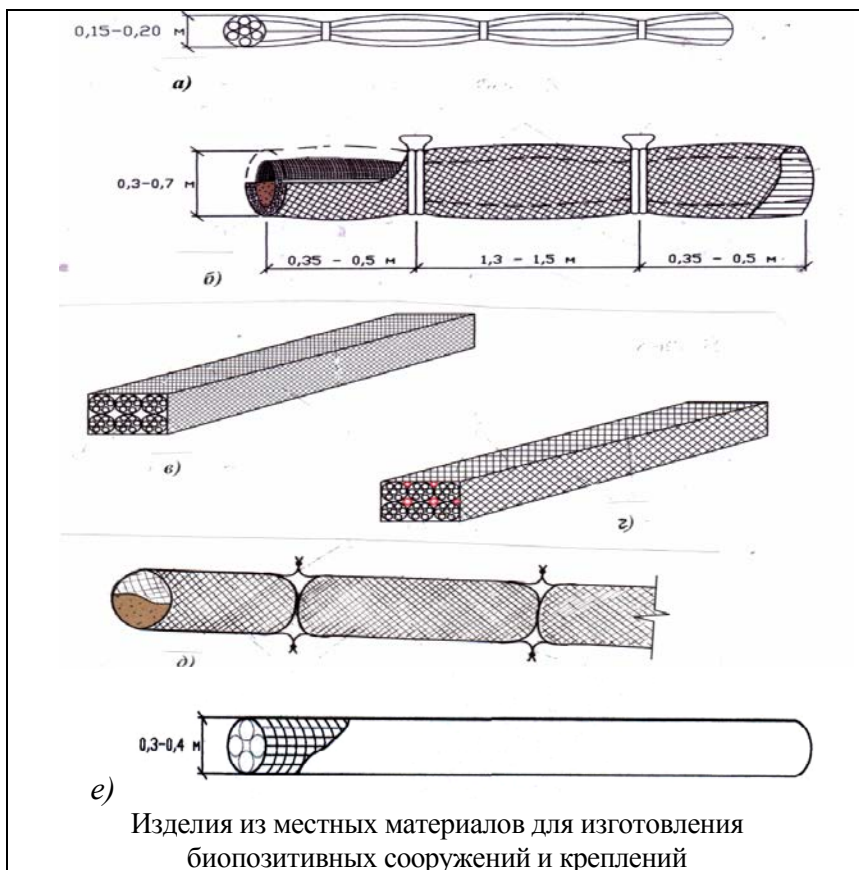 0,15-0,20 м
а)
0,3-0,7 м
0,35 - 0,5 м 1,3 - 1,5 м 0,35 - 0,5 м
б)
в)
г)
д)
0,3-0,4 м
е)
Изделия из местных материалов для изготовления
биопозитивных сооружений и креплений